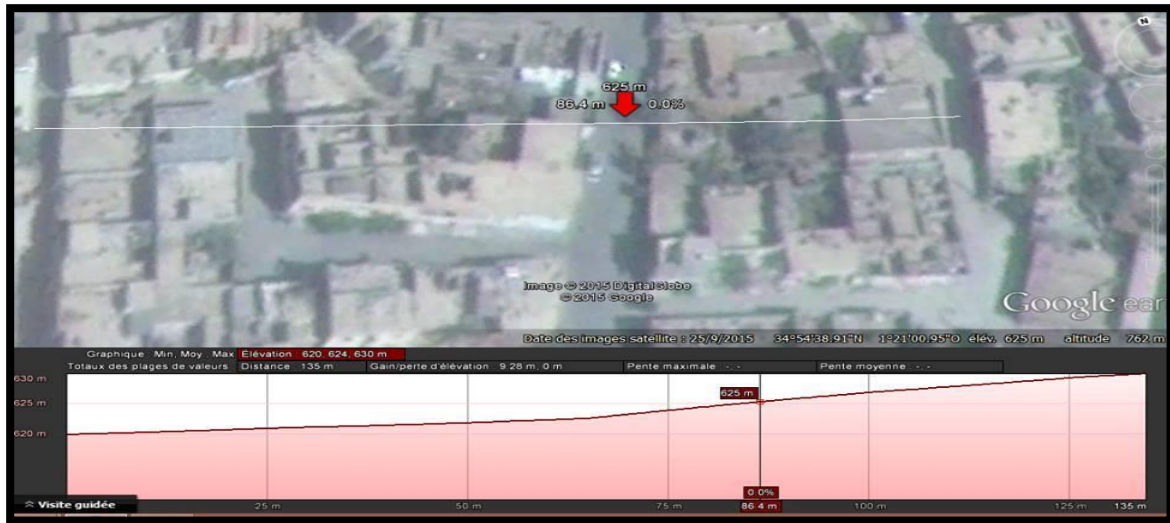 N
625 m
86.4 m 0.0%
Image © 2015 DigitalGlobe
© 2015 Google
Google ear
Date des images satellite : 25/9/2015 34°54'38.91"N 1°21'00.95"O élév. 625 m altitude 762 m
Graphique : Min, Moy, Max Élévation : 620, 624, 630 m
Totaux des plages de valeurs : Distance : 135 m Gain/perte d'élévation : 9.28 m, 0 m Pente maximale : -, - Pente moyenne : -, -
630 m
625 m
625 m
620 m
0.0%
Visite guidée
25 m 50 m 75 m 86.4 m 100 m 125 m 135 m